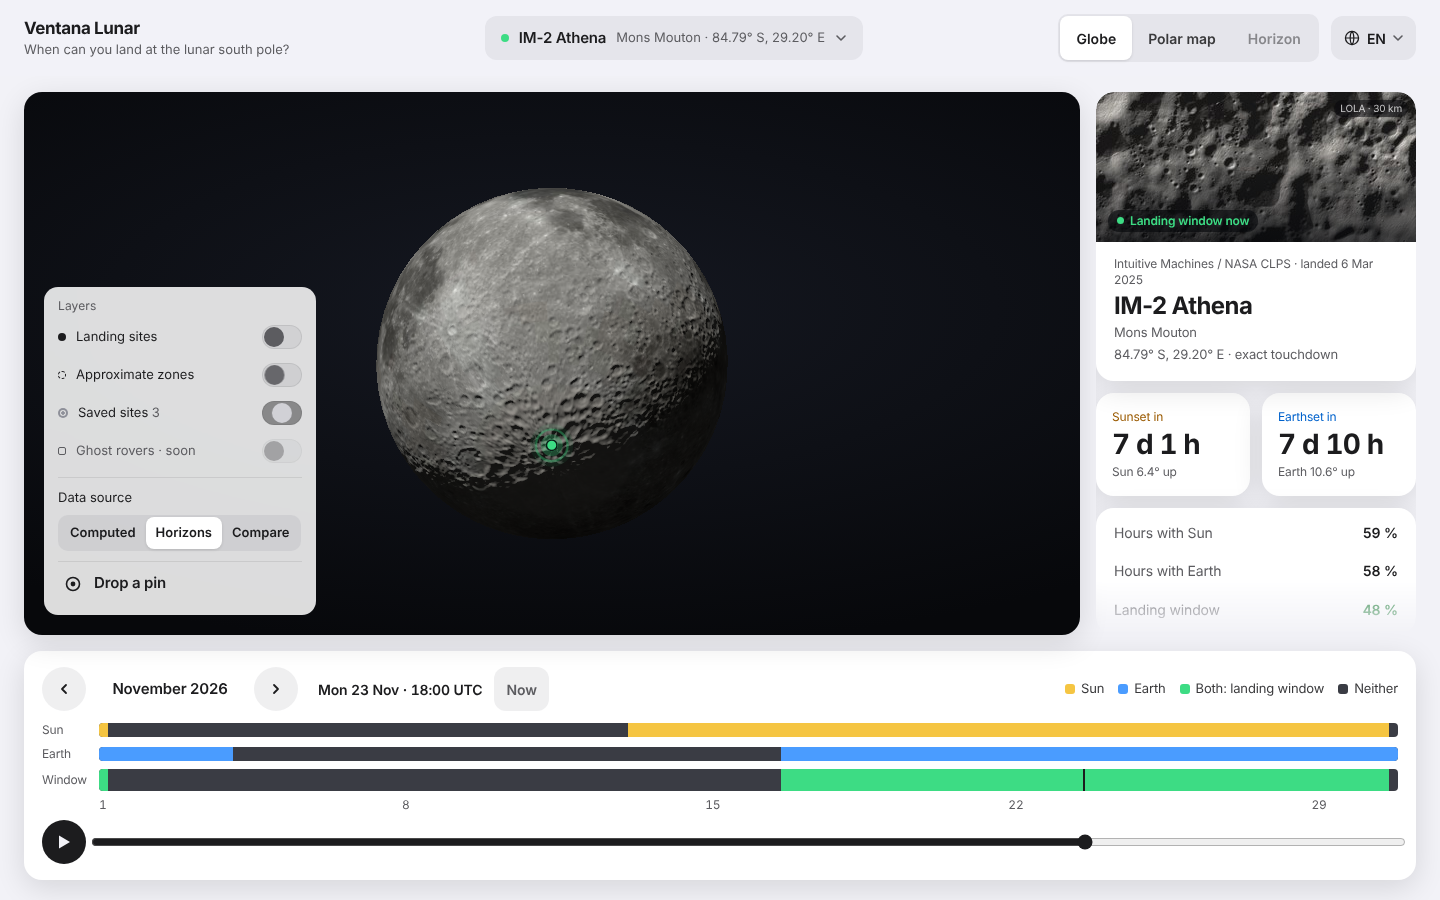 Ventana Lunar
When can you land at the lunar south pole?
IM-2 Athena Mons Mouton · 84.79° S, 29.20° E
Globe Polar map Horizon
EN
LOLA · 30 km
Landing window now
Intuitive Machines / NASA CLPS · landed 6 Mar
2025
IM-2 Athena
Mons Mouton
84.79° S, 29.20° E · exact touchdown
Layers
Landing sites
Approximate zones
Saved sites 3
Ghost rovers · soon
Data source
Computed Horizons Compare
Drop a pin
Sunset in
7 d 1 h
Sun 6.4° up
Earthset in
7 d 10 h
Earth 10.6° up
Hours with Sun 59 %
Hours with Earth 58 %
Landing window 48 %
November 2026
Mon 23 Nov · 18:00 UTC
Now
Sun Earth Both: landing window Neither
Sun
Earth
Window
1 8 15 22 29